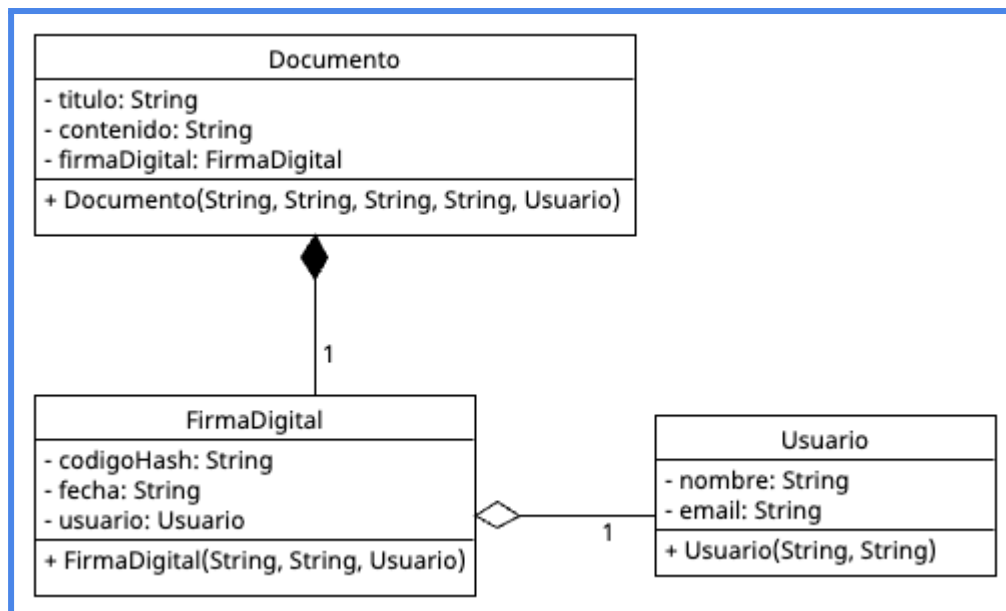 Documento
- titulo: String
- contenido: String
- firmaDigital: FirmaDigital
+ Documento(String, String, String, String, Usuario)
1
FirmaDigital
- codigoHash: String
- fecha: String
- usuario: Usuario
+ FirmaDigital(String, String, Usuario)
1
Usuario
- nombre: String
- email: String
+ Usuario(String, String)